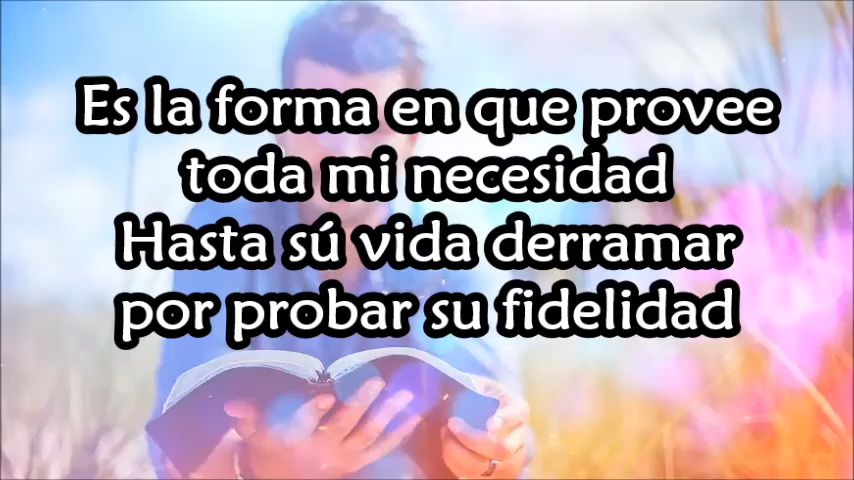 Es la forma en que provee
toda mi necesidad
Hasta sú vida derramar
por probar su fidelidad